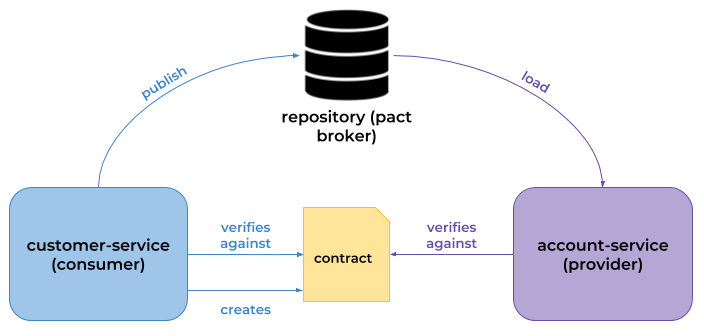 publish
load
repository (pact
broker)
customer-service
(consumer)
verifies
against
contract
verifies
against
account-service
(provider)
creates